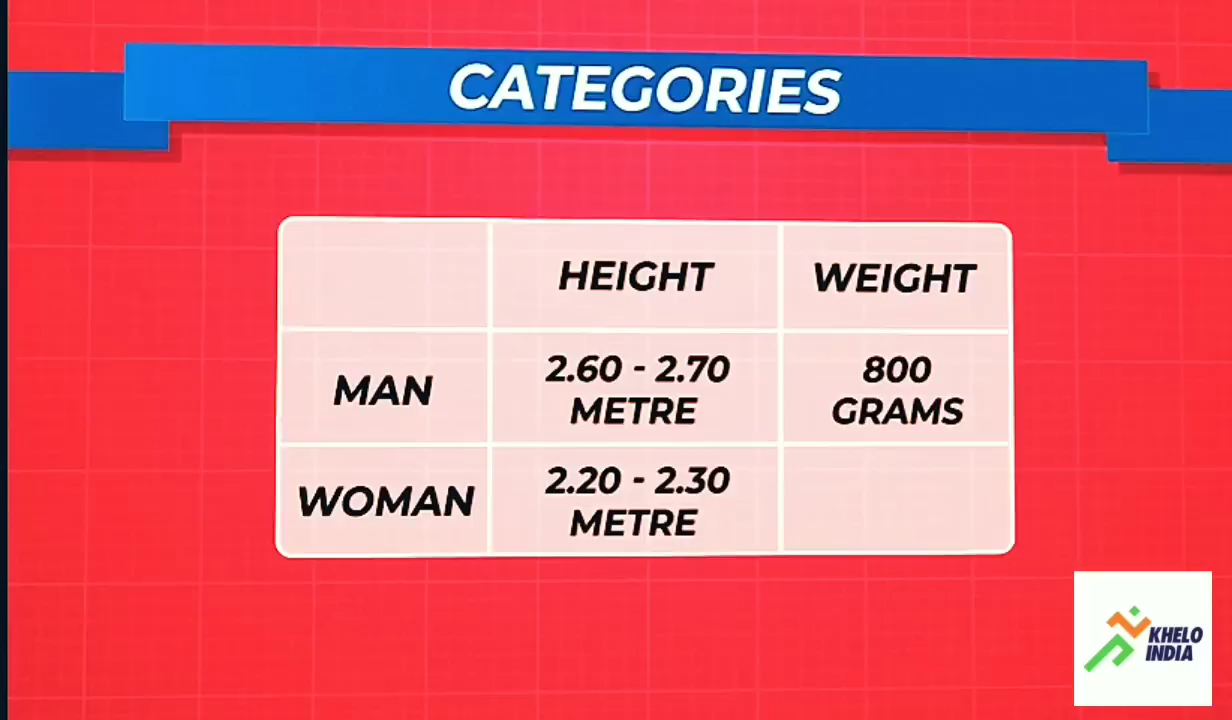 CATEGORIES
HEIGHT WEIGHT
MAN 2.60 - 2.70 METRE 800 GRAMS
WOMAN 2.20 - 2.30 METRE
KHELO
INDIA